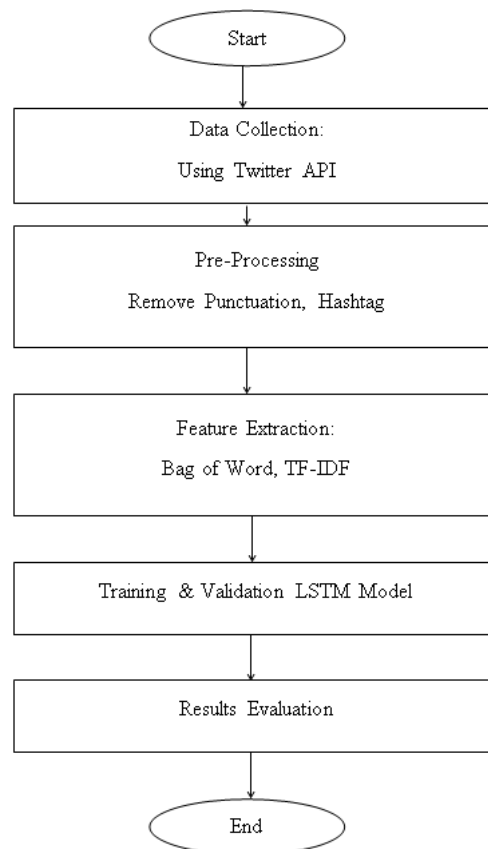 Start
Data Collection:
Using Twitter API
Pre-Processing
Remove Punctuation, Hashtag
Feature Extraction:
Bag of Word, TF-IDF
Training & Validation LSTM Model
Results Evaluation
End